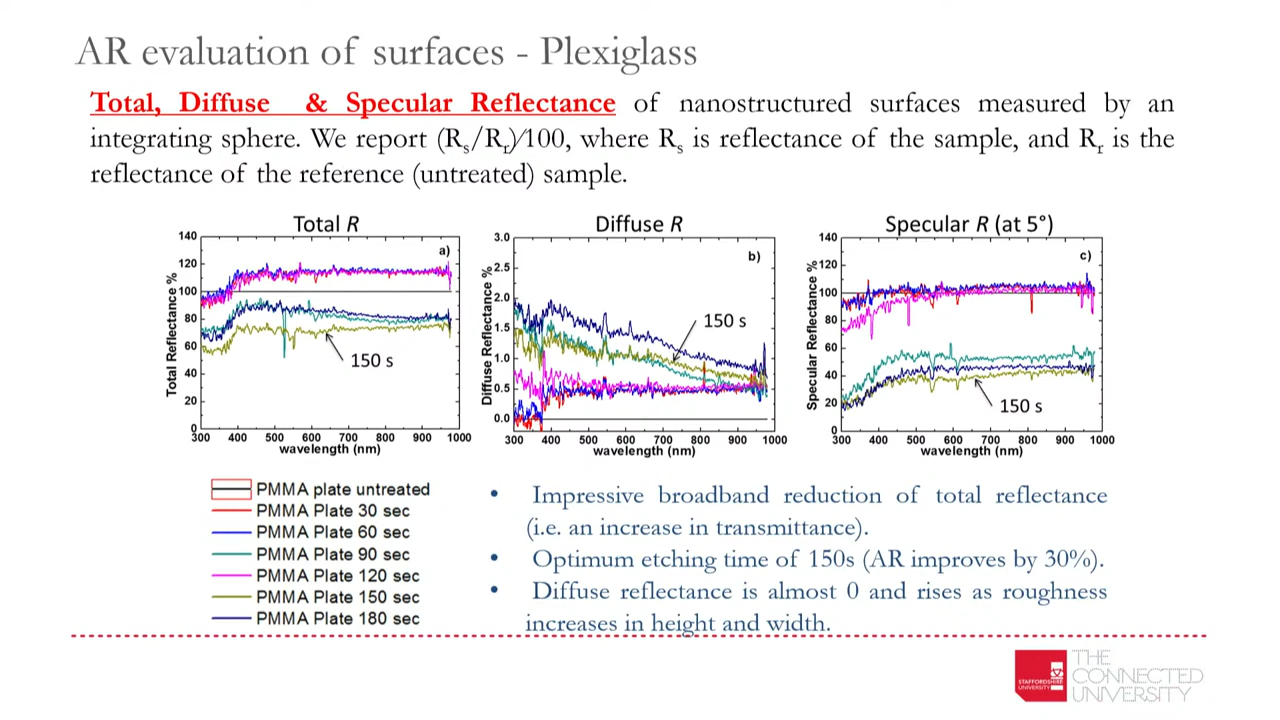 AR evaluation of surfaces - Plexiglass
Total, Diffuse & Specular Reflectance of nanostructured surfaces measured by an
integrating sphere. We report (Rs/Rr)/100, where Rs is reflectance of the sample, and Rr is the
reflectance of the reference (untreated) sample.
Total R
a)
Total Reflectance %
140
120
100
80
60
40
20
0
150 s
300 400 500 600 700 800 900 1000
wavelength (nm)
Diffuse R
b)
Diffuse Reflectance %
3.0
2.5
2.0
1.5
1.0
0.5
0.0
150 s
300 400 500 600 700 800 900 1000
wavelength (nm)
Specular R (at 5°)
c)
Specular Reflectance %
140
120
100
80
60
40
20
0
150 s
300 400 500 600 700 800 900 1000
wavelength (nm)
PMMA plate untreated
PMMA Plate 30 sec
PMMA Plate 60 sec
PMMA Plate 90 sec
PMMA Plate 120 sec
PMMA Plate 150 sec
PMMA Plate 180 sec
• Impressive broadband reduction of total reflectance
(i.e. an increase in transmittance).
• Optimum etching time of 150s (AR improves by 30%).
• Diffuse reflectance is almost 0 and rises as roughness
increases in height and width.
STAFFORDSHIRE
UNIVERSITY
THE
CONNECTED
UNIVERSITY